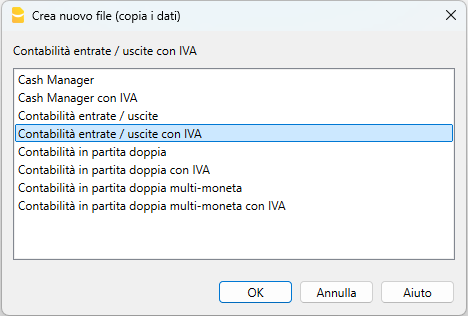 Crea nuovo file (copia i dati)
Contabilità entrate / uscite con IVA
Cash Manager
Cash Manager con IVA
Contabilità entrate / uscite
Contabilità entrate / uscite con IVA
Contabilità in partita doppia
Contabilità in partita doppia con IVA
Contabilità in partita doppia multi-moneta
Contabilità in partita doppia multi-moneta con IVA
OK
Annulla
Aiuto